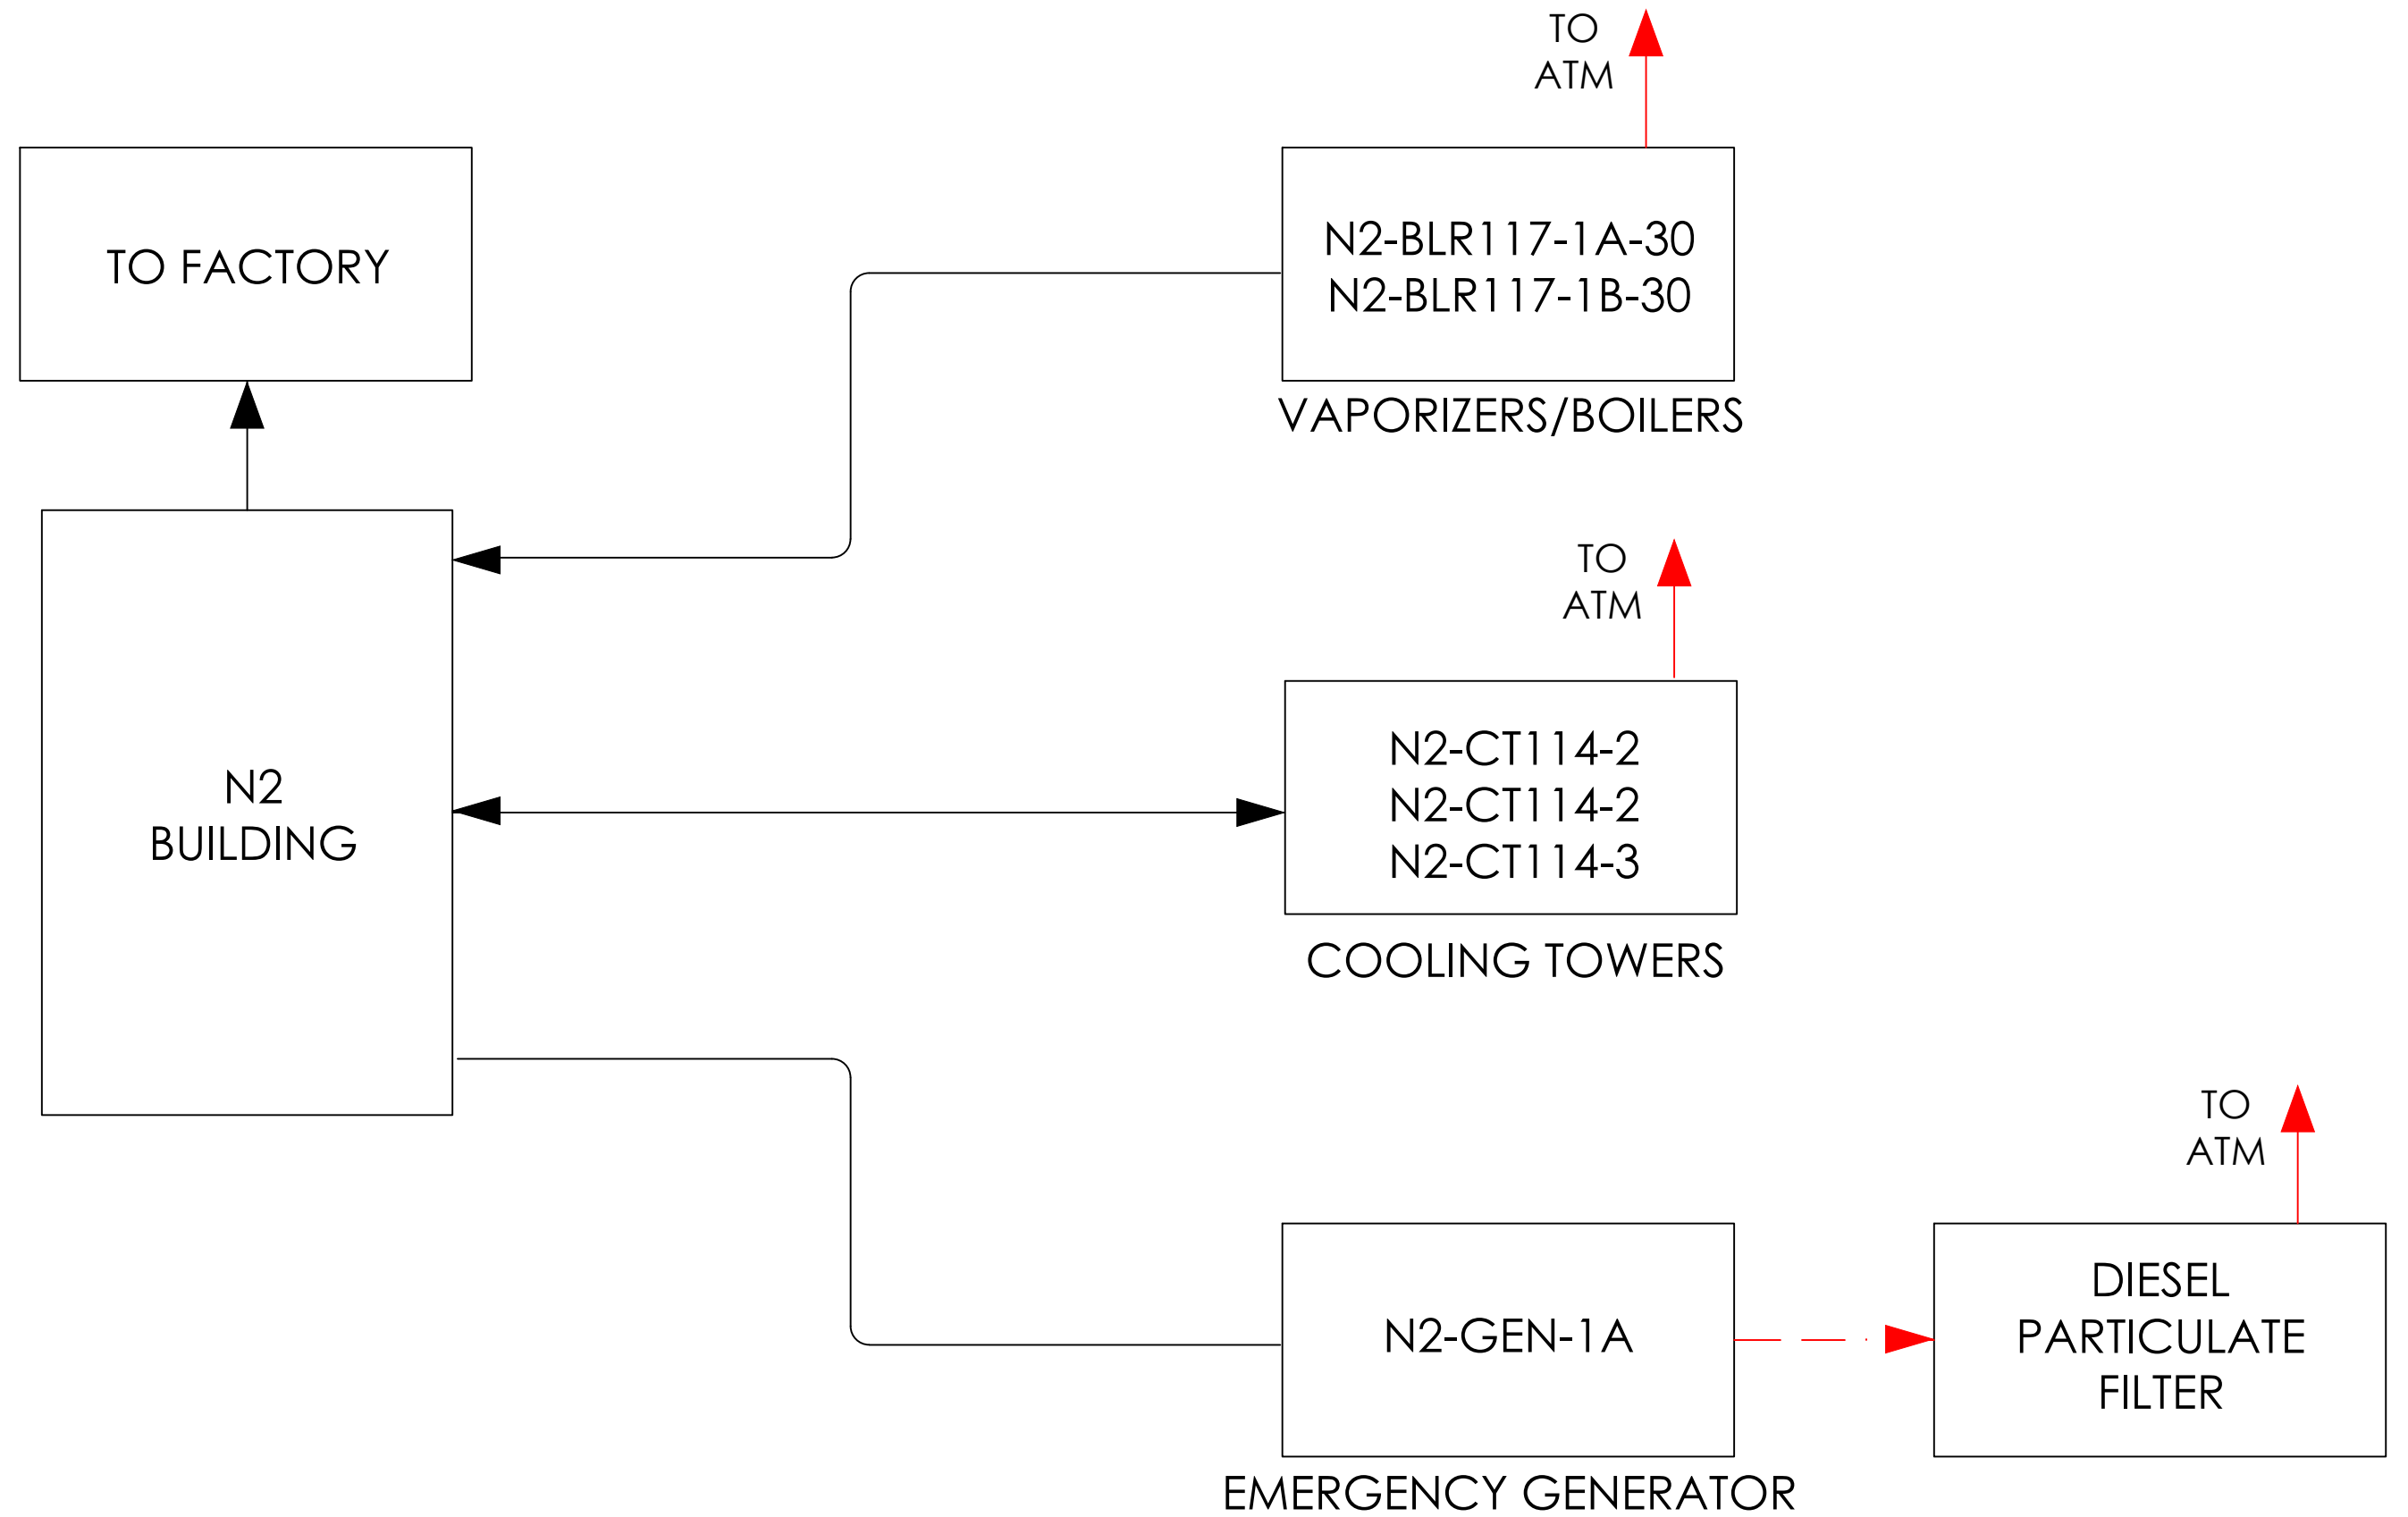 TO
ATM
TO FACTORY
N2-BLR117-1A-30
N2-BLR117-1B-30
VAPORIZERS/BOILERS
TO
ATM
N2
BUILDING
N2-CT114-2
N2-CT114-2
N2-CT114-3
COOLING TOWERS
TO
ATM
N2-GEN-1A
EMERGENCY GENERATOR
DIESEL
PARTICULATE
FILTER